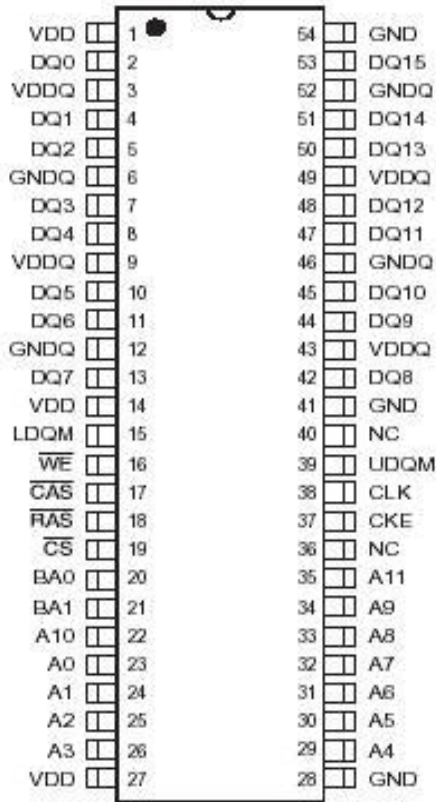 VDD 1 54 GND
DQ0 2 53 DQ15
VDDQ 3 52 GNDQ
DQ1 4 51 DQ14
DQ2 5 50 DQ13
GNDQ 6 49 VDDQ
DQ3 7 48 DQ12
DQ4 8 47 DQ11
VDDQ 9 46 GNDQ
DQ5 10 45 DQ10
DQ6 11 44 DQ9
GNDQ 12 43 VDDQ
DQ7 13 42 DQ8
VDD 14 41 GND
LDQM 15 40 NC
W̅E̅ 16 39 UDQM
C̅A̅S̅ 17 38 CLK
R̅A̅S̅ 18 37 CKE
C̅S̅ 19 36 NC
BA0 20 35 A11
BA1 21 34 A9
A10 22 33 A8
A0 23 32 A7
A1 24 31 A6
A2 25 30 A5
A3 26 29 A4
VDD 27 28 GND